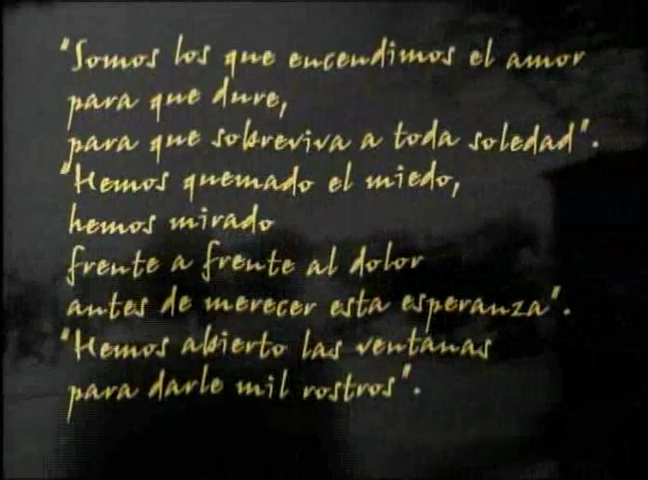 "Somos los que encendimos el amor
para que dure,
para que sobreviva a toda soledad".
"Hemos quemado el miedo,
hemos mirado
frente a frente al dolor
antes de merecer esta esperanza".
"Hemos abierto las ventanas
para darle mil rostros".